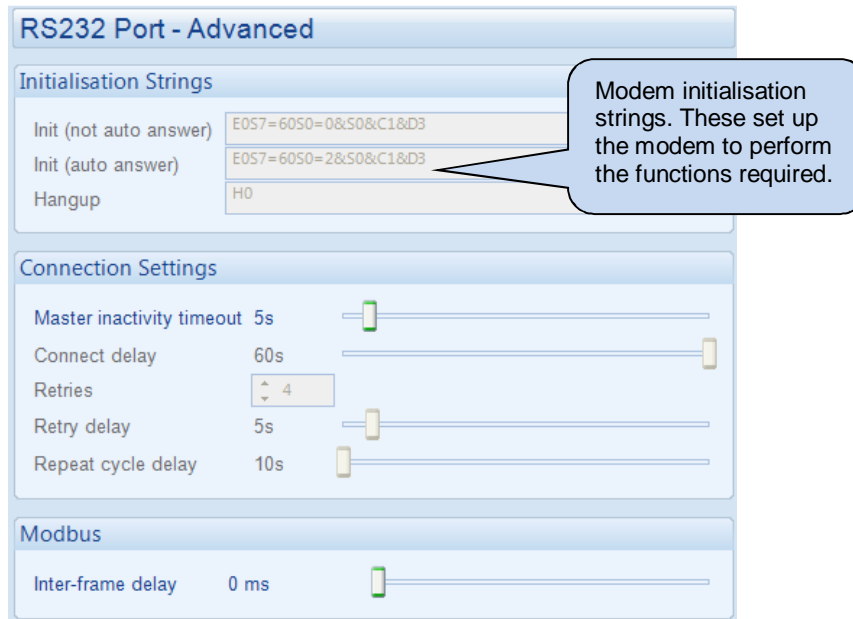 RS232 Port - Advanced
Initialisation Strings
Init (not auto answer) E0S7=60S0=0&S0&C1&D3
Init (auto answer) E0S7=60S0=2&S0&C1&D3
Hangup H0
Modem initialisation
strings. These set up
the modem to perform
the functions required.
Connection Settings
Master inactivity timeout 5s
Connect delay 60s
Retries 4
Retry delay 5s
Repeat cycle delay 10s
Modbus
Inter-frame delay 0 ms